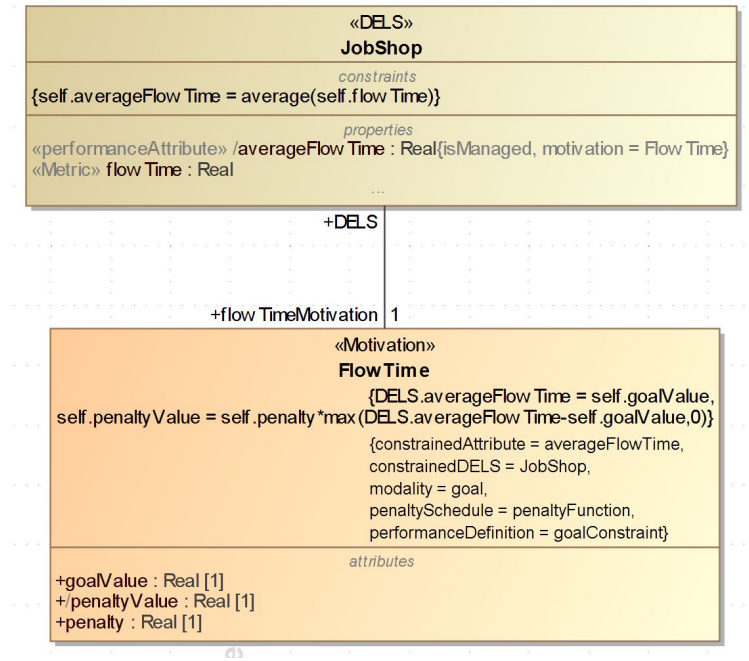 «DELS»
JobShop
constraints
{self.averageFlowTime = average(self.flowTime)}
properties
«performanceAttribute» /averageFlowTime : Real{isManaged, motivation = FlowTime}
«Metric» flowTime : Real
...
+DELS
+flowTimeMotivation 1
«Motivation»
FlowTime
{DELS.averageFlowTime = self.goalValue,
self.penaltyValue = self.penalty*max(DELS.averageFlowTime-self.goalValue,0)}
{constrainedAttribute = averageFlowTime,
constrainedDELS = JobShop,
modality = goal,
penaltySchedule = penaltyFunction,
performanceDefinition = goalConstraint}
attributes
+goalValue : Real [1]
+/penaltyValue : Real [1]
+penalty : Real [1]